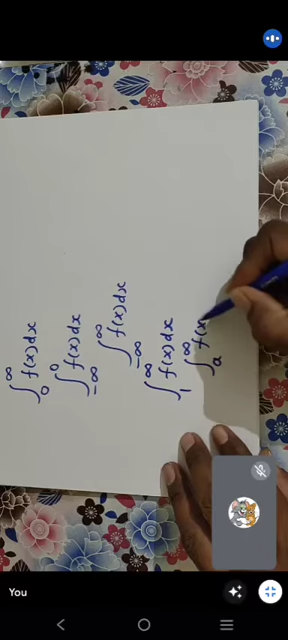 ∫₀^∞ f(x)dx
∫_{-∞}^0 f(x)dx
∫_{-∞}^∞ f(x)dx
∫₁^∞ f(x)dx
∫ₐ^∞ f(x
You